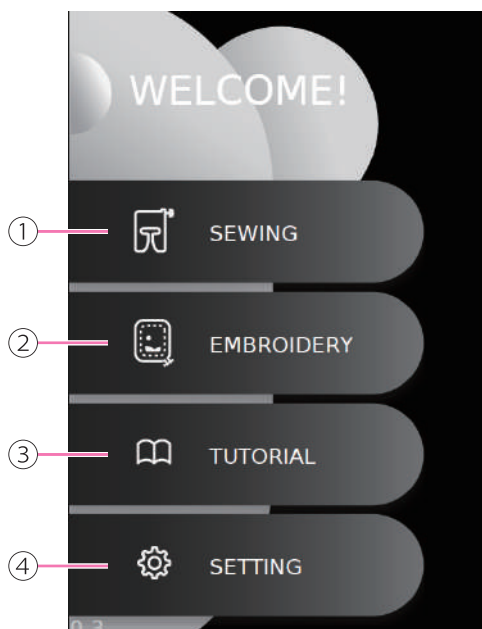 WELCOME!
① SEWING
② EMBROIDERY
③ TUTORIAL
④ SETTING